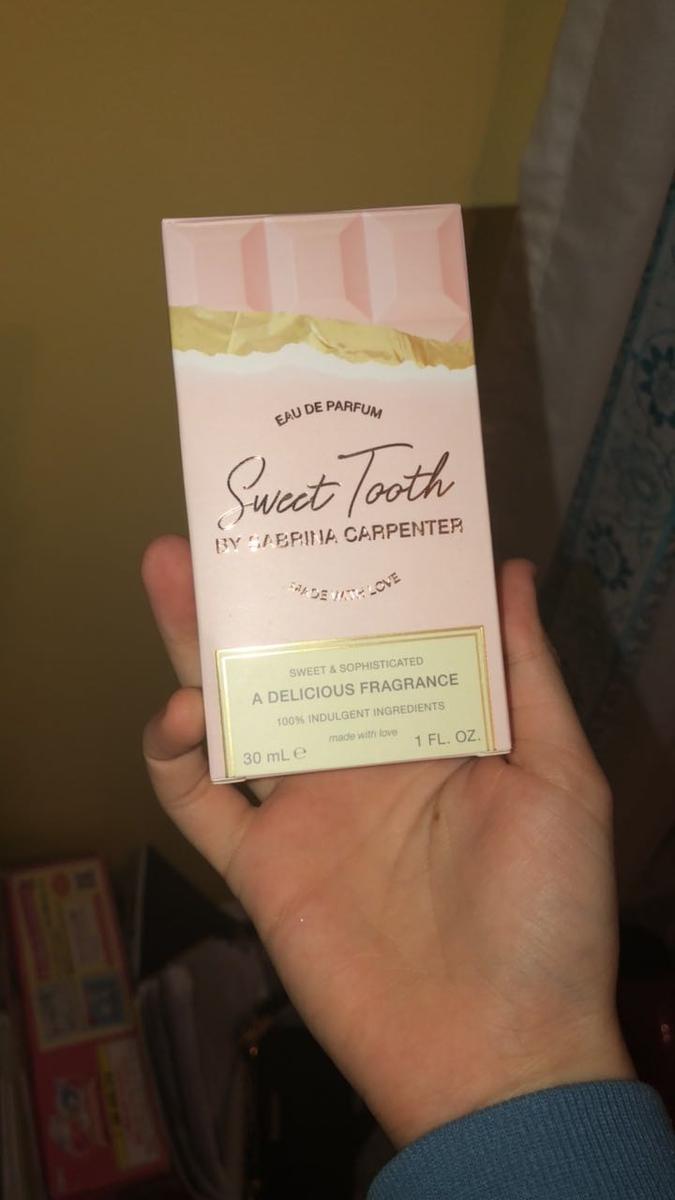 EAU DE PARFUM
Sweet Tooth
BY SABRINA CARPENTER
MADE WITH LOVE
SWEET & SOPHISTICATED
A DELICIOUS FRAGRANCE
100% INDULGENT INGREDIENTS
made with love
30 mL ℮ 1 FL. OZ.